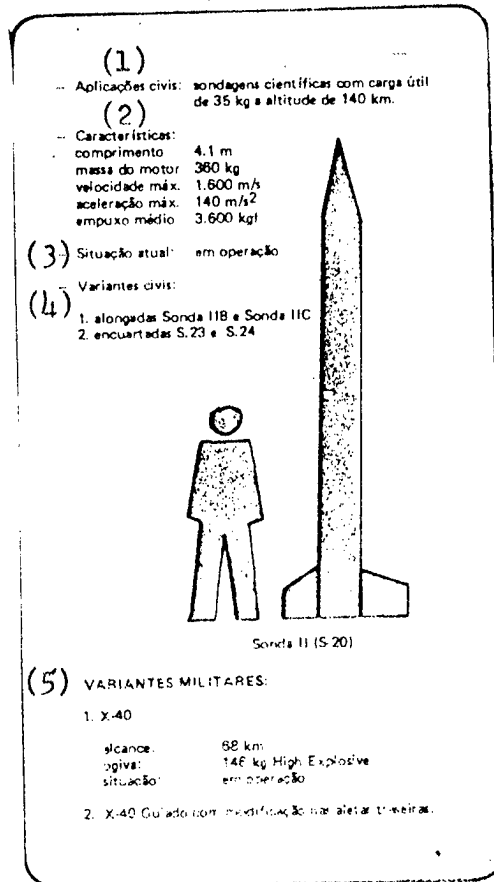 (1)
-- Aplicações civis: sondagens científicas com carga útil
de 35 kg a altitude de 140 km.
(2)
-- Características:
comprimento 4.1 m
massa do motor 360 kg
velocidade máx. 1.600 m/s
aceleração máx. 140 m/s²
empuxo médio 3.600 kgf
(3) - Situação atual: em operação
(4) -- Variantes civis:
1. alongadas Sonda IIB e Sonda IIC
2. encurtadas S.23 e S.24
Sonda II (S-20)
(5) VARIANTES MILITARES:
1. X-40
alcance: 68 km
ogiva: 146 kg High Explosive
situação: em operação
2. X-40 Guiado com modificação nas aletas traseiras.